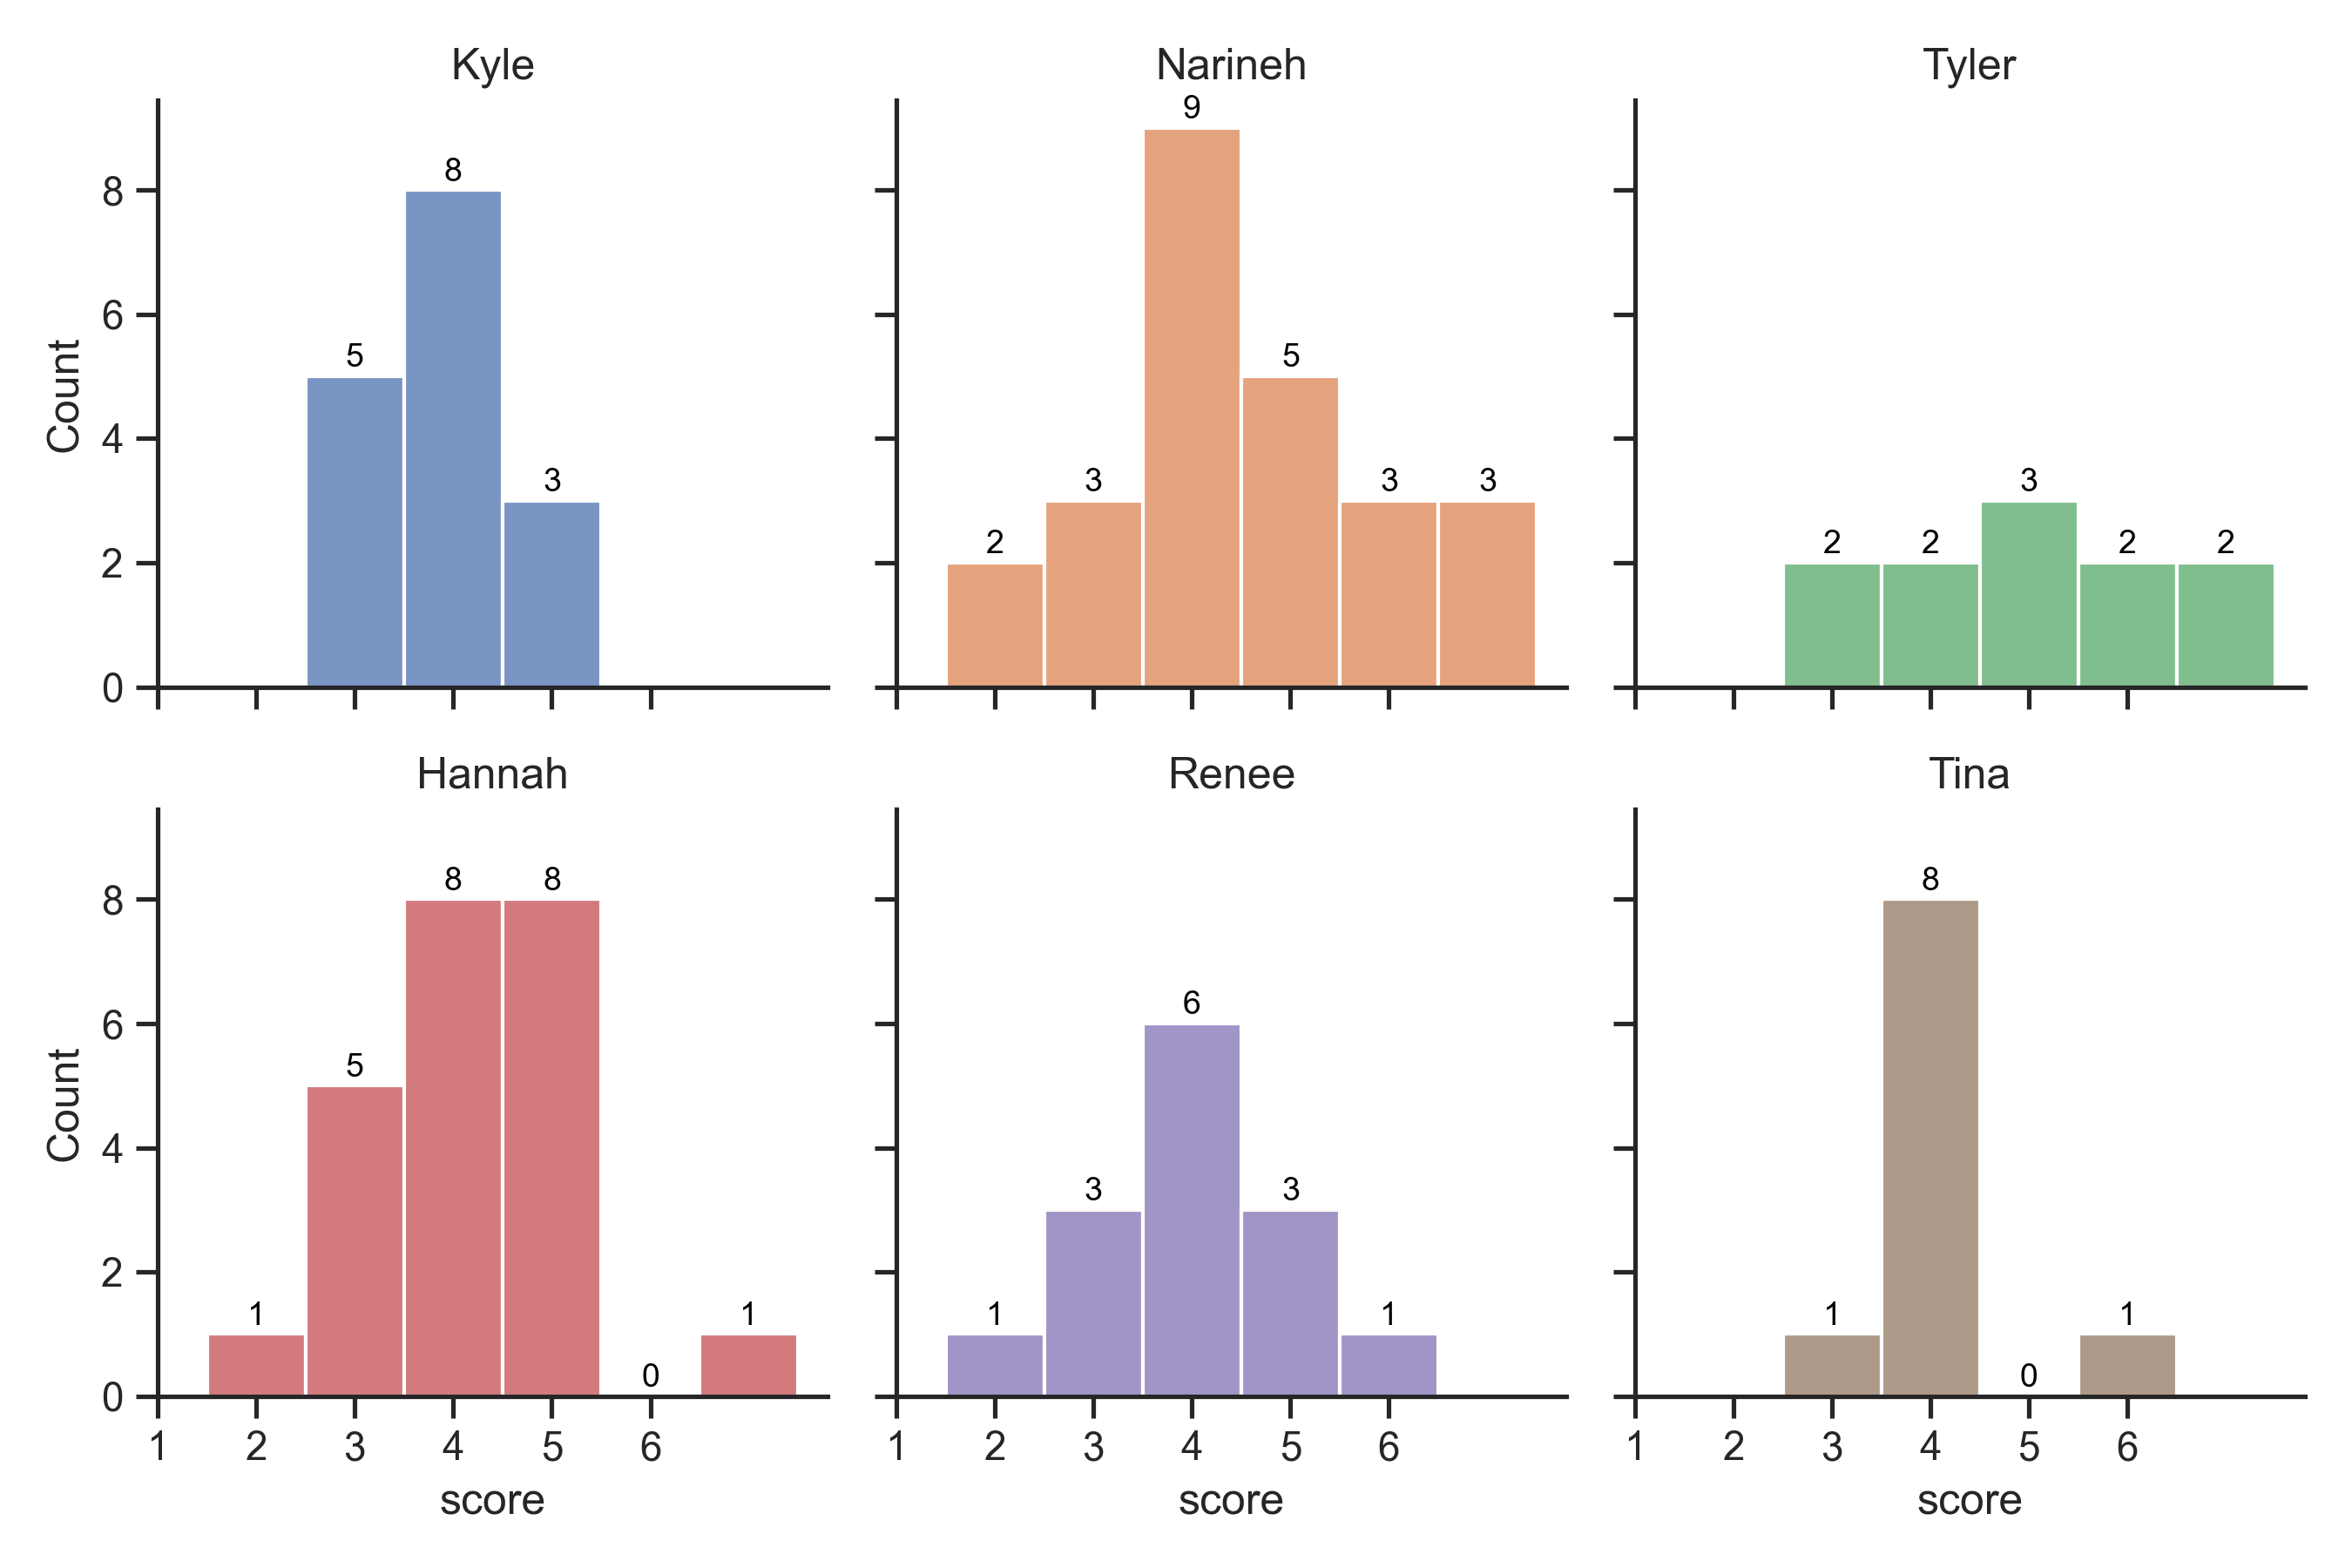 Kyle Narineh Tyler
Count
8
6
4
2
0
5 8 3
2 3 9 5 3 3
2 2 3 2 2
Hannah Renee Tina
Count
8
6
4
2
0
1 5 8 8 0 1
1 3 6 3 1
1 8 0 1
1 2 3 4 5 6
1 2 3 4 5 6
1 2 3 4 5 6
score score score